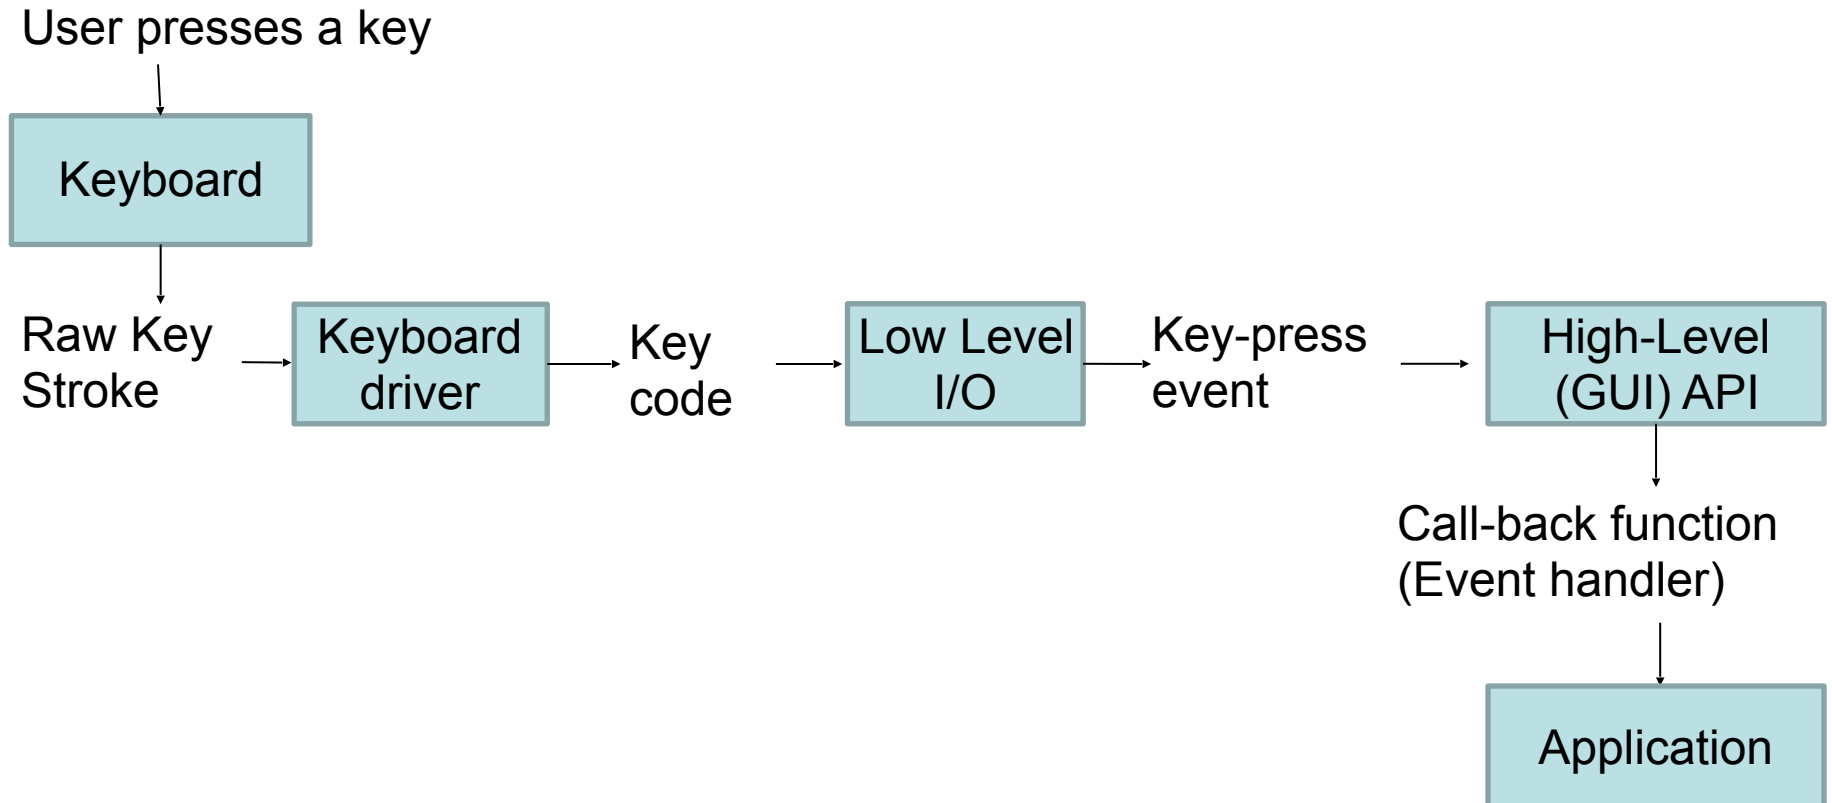 User presses a key
Keyboard
Raw Key
Stroke
Keyboard
driver
Key
code
Low Level
I/O
Key-press
event
High-Level
(GUI) API
Call-back function
(Event handler)
Application